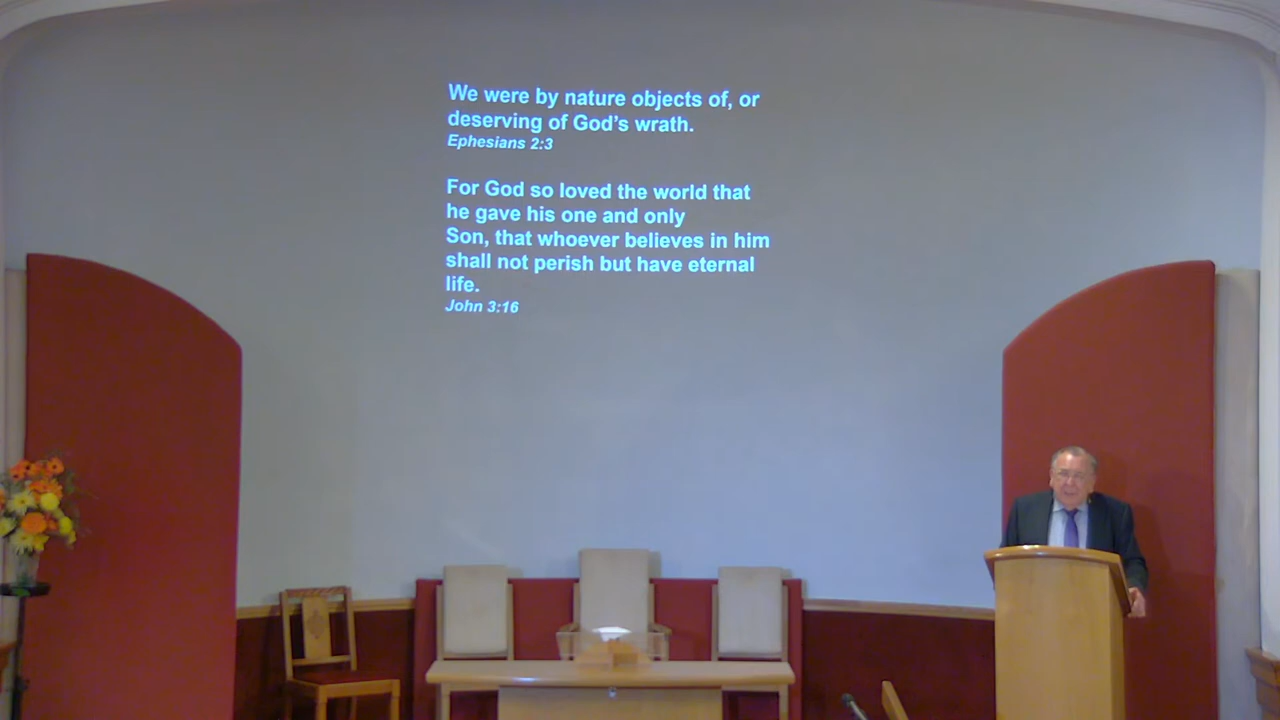 We were by nature objects of, or
deserving of God’s wrath.
Ephesians 2:3
For God so loved the world that
he gave his one and only
Son, that whoever believes in him
shall not perish but have eternal
life.
John 3:16